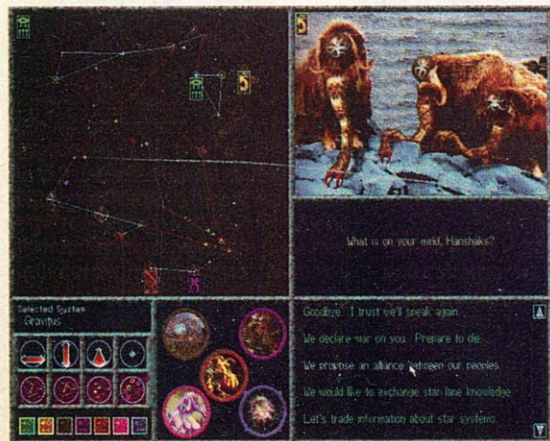 What is on your mind, Hanshaks?
Selected System
Gravitus
Goodbye. I trust we'll speak again.
We declare war on you. Prepare to die.
We propose an alliance between our peoples.
We would like to exchange star lane knowledge.
Let's trade information about star systems.